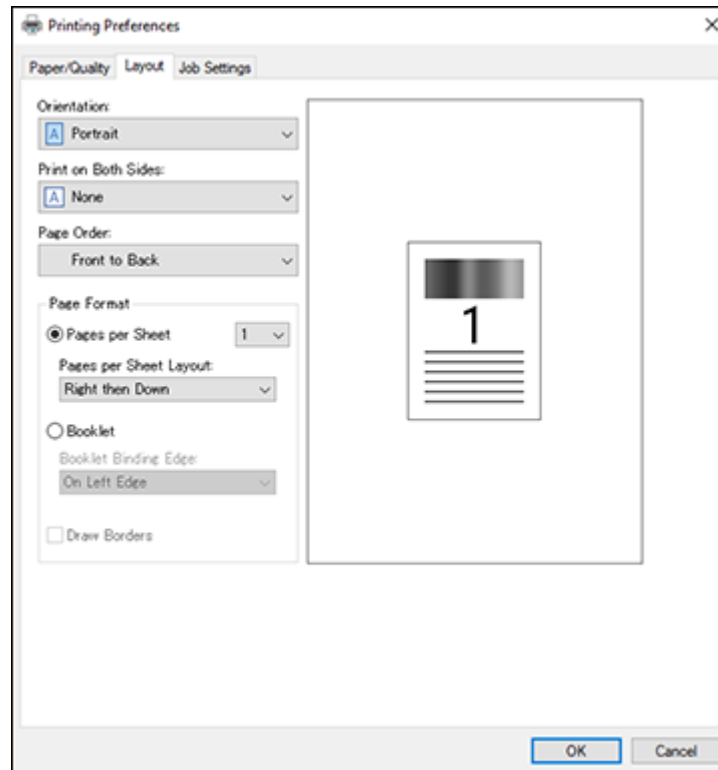 Printing Preferences
Paper/Quality Layout Job Settings
Orientation:
A Portrait
Print on Both Sides:
A None
Page Order:
Front to Back
Page Format
Pages per Sheet 1
Pages per Sheet Layout:
Right then Down
Booklet
Booklet Binding Edge:
On Left Edge
Draw Borders
1
OK Cancel